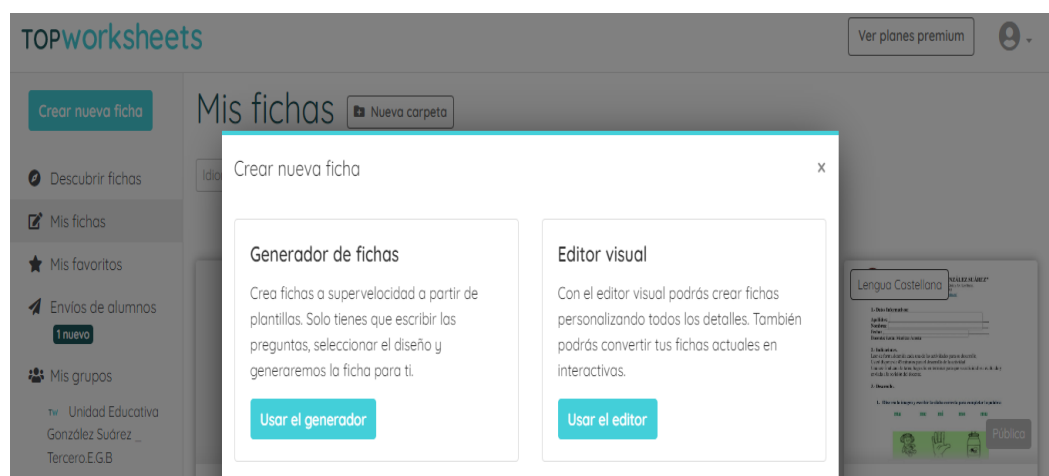 TOPworksheets
Ver planes premium
Crear nueva ficha
Descubrir fichas
Mis fichas
Mis favoritos
Envíos de alumnos
1 nuevo
Mis grupos
TW Unidad Educativa
González Suárez _
Tercero.E.G.B
Mis fichas
Nueva carpeta
Crear nueva ficha
x
Generador de fichas
Crea fichas a supervelocidad a partir de
plantillas. Solo tienes que escribir las
preguntas, seleccionar el diseño y
generaremos la ficha para ti.
Usar el generador
Editor visual
Con el editor visual podrás crear fichas
personalizando todos los detalles. También
podrás convertir tus fichas actuales en
interactivas.
Usar el editor
Lengua Castellana
Público